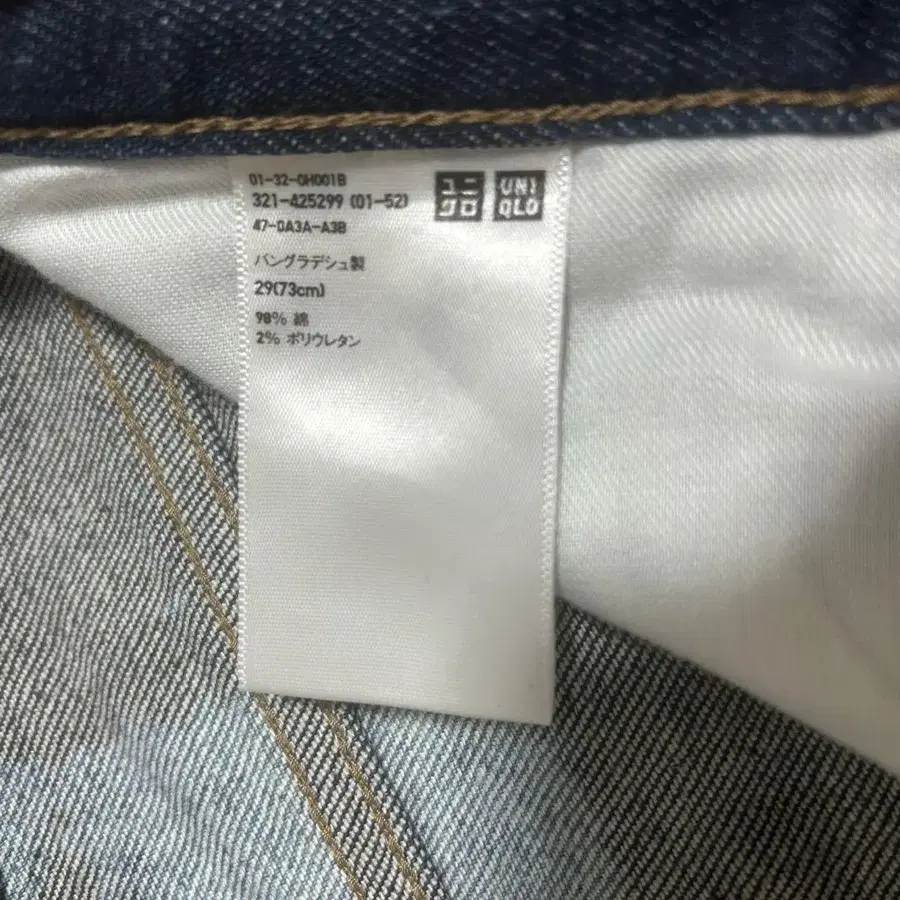 01-32-0H001B
321-425299 (01-52)
47-0A3A-A3B
バングラデシュ製
29(73cm)
98% 綿
2% ポリウレタン
ユニ
クロ
UNI
QLO